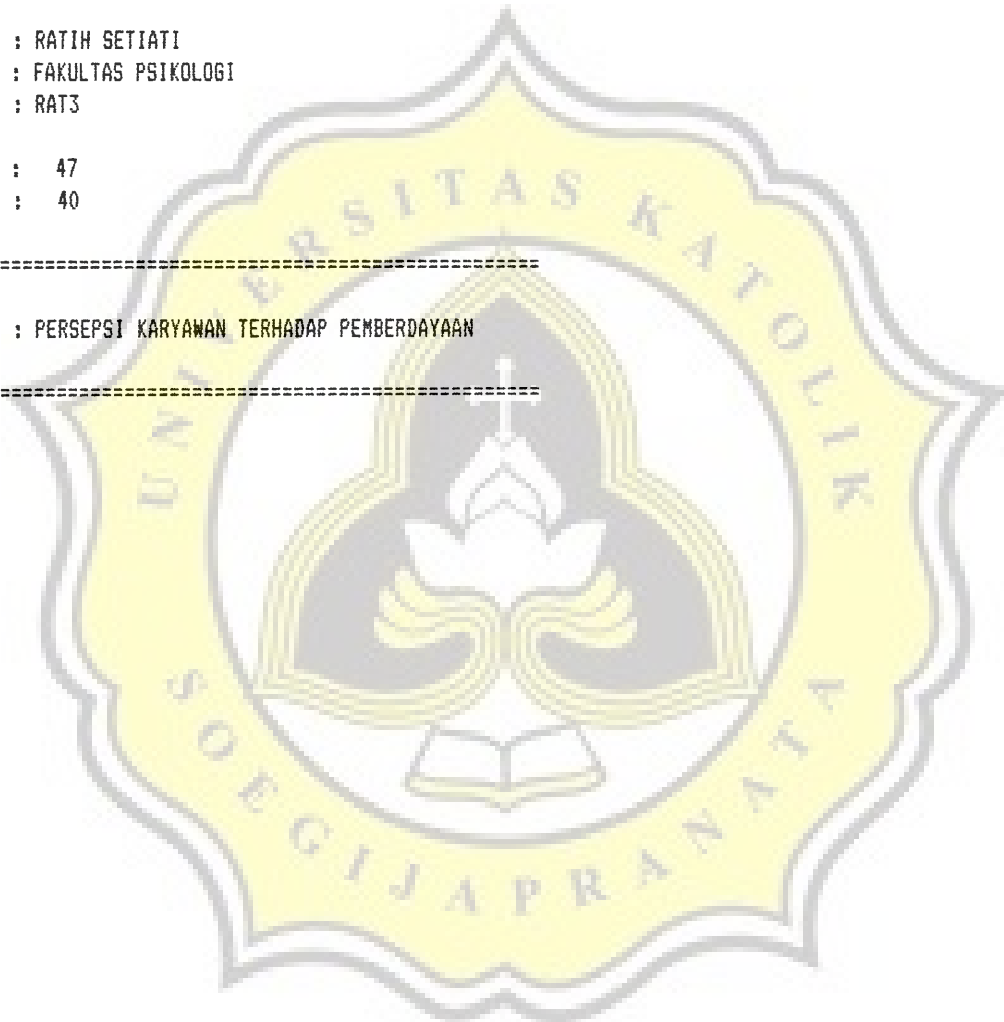 : RATIH SETIATI
: FAKULTAS PSIKOLOGI
: RAT3
: 47
: 40
==========================================================
: PERSEPSI KARYAWAN TERHADAP PEMBERDAYAAN
==========================================================
UNIVERSITAS KATOLIK
SOEGIJAPRANATA